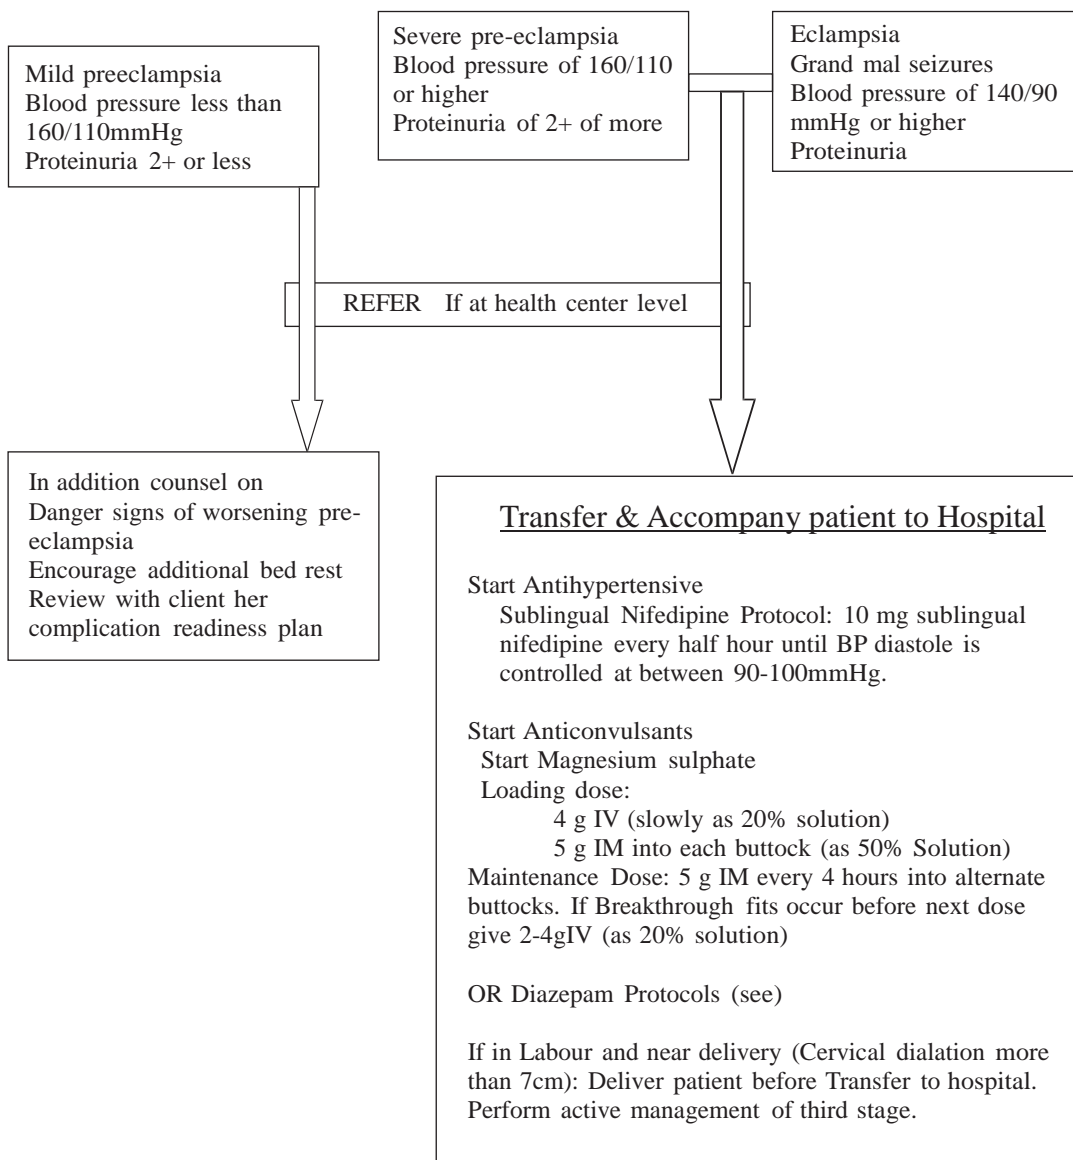 Mild preeclampsia
Blood pressure less than
160/110mmHg
Proteinuria 2+ or less
Severe pre-eclampsia
Blood pressure of 160/110
or higher
Proteinuria of 2+ of more
Eclampsia
Grand mal seizures
Blood pressure of 140/90
mmHg or higher
Proteinuria
REFER If at health center level
In addition counsel on
Danger signs of worsening pre-
eclampsia
Encourage additional bed rest
Review with client her
complication readiness plan
Transfer & Accompany patient to Hospital
Start Antihypertensive
Sublingual Nifedipine Protocol: 10 mg sublingual
nifedipine every half hour until BP diastole is
controlled at between 90-100mmHg.
Start Anticonvulsants
Start Magnesium sulphate
Loading dose:
4 g IV (slowly as 20% solution)
5 g IM into each buttock (as 50% Solution)
Maintenance Dose: 5 g IM every 4 hours into alternate
buttocks. If Breakthrough fits occur before next dose
give 2-4gIV (as 20% solution)
OR Diazepam Protocols (see)
If in Labour and near delivery (Cervical dialation more
than 7cm): Deliver patient before Transfer to hospital.
Perform active management of third stage.